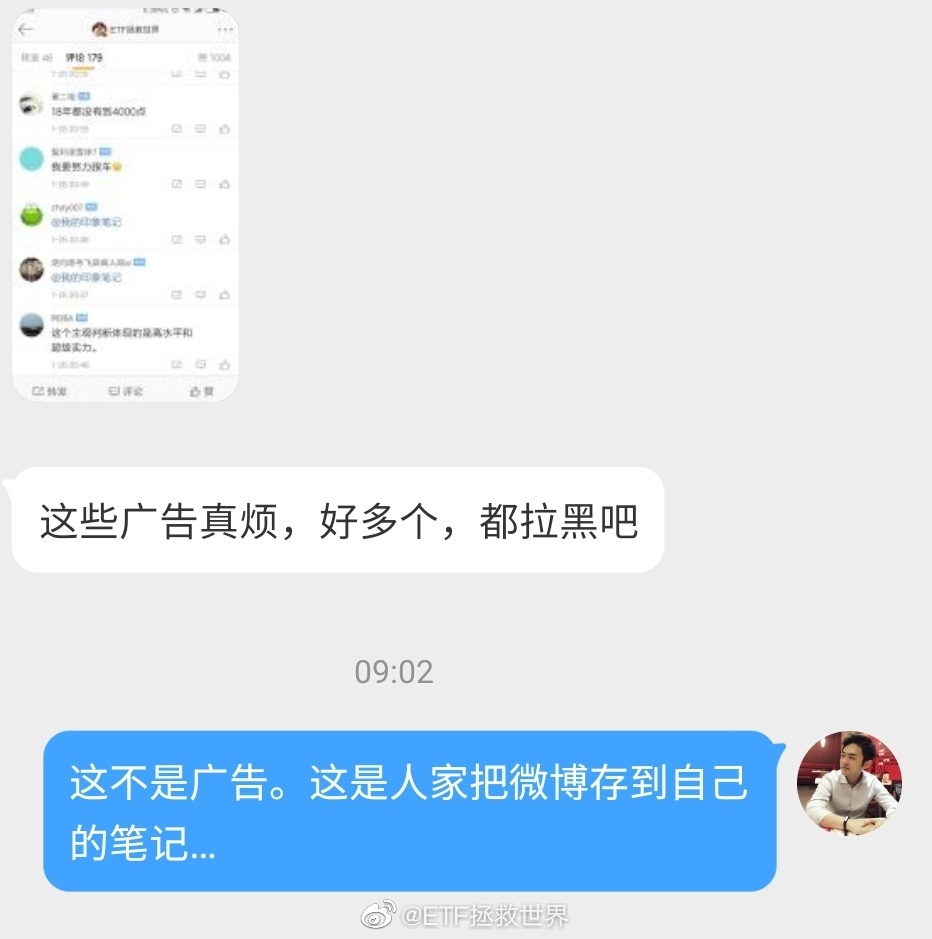 ETF拯救世界
评论 179
1004
18年都没有到4000点
我要努力跟车
zhey007
@我的印象笔记
@我的印象笔记
这个主观判断体现的是高水平和
超级实力。
转发
评论
赞
这些广告真烦，好多个，都拉黑吧
09:02
这不是广告。这是人家把微博存到自己
的笔记...
@ETF拯救世界